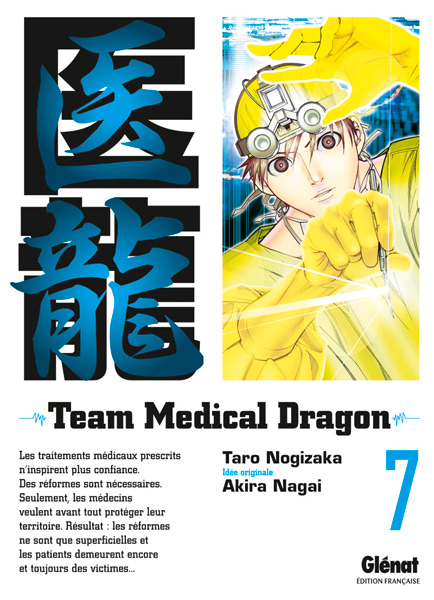 医龍
Team Medical Dragon
Les traitements médicaux prescrits
n'inspirent plus confiance.
Des réformes sont nécessaires.
Seulement, les médecins
veulent avant tout protéger leur
territoire. Résultat : les réformes
ne sont que superficielles et
les patients demeurent encore
et toujours des victimes...
Taro Nogizaka
Idée originale
Akira Nagai
7
Glénat
ÉDITION FRANÇAISE